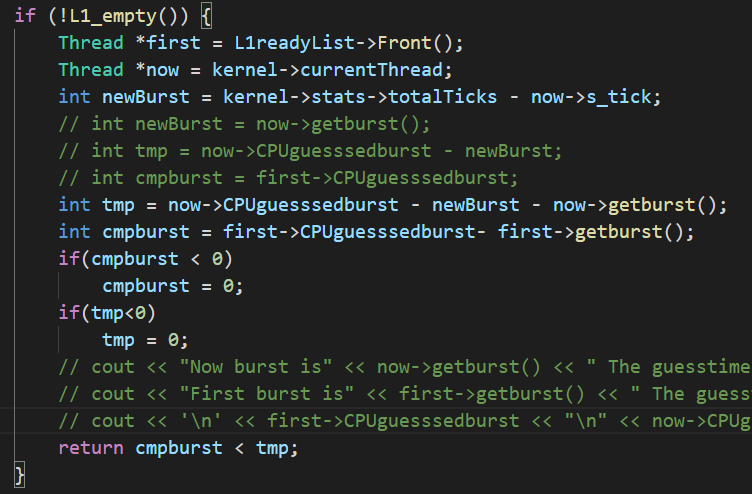 if (!L1_empty()) {
    Thread *first = L1readyList->Front();
    Thread *now = kernel->currentThread;
    int newBurst = kernel->stats->totalTicks - now->s_tick;
    // int newBurst = now->getburst();
    // int tmp = now->CPUguesssedburst - newBurst;
    // int cmpburst = first->CPUguesssedburst;
    int tmp = now->CPUguesssedburst - newBurst - now->getburst();
    int cmpburst = first->CPUguesssedburst- first->getburst();
    if(cmpburst < 0)
        cmpburst = 0;
    if(tmp<0)
        tmp = 0;
    // cout << "Now burst is" << now->getburst() << " The guesstime
    // cout << "First burst is" << first->getburst() << " The guess
    // cout << '\n' << first->CPUguesssedburst << "\n" << now->CPUg
    return cmpburst < tmp;
}